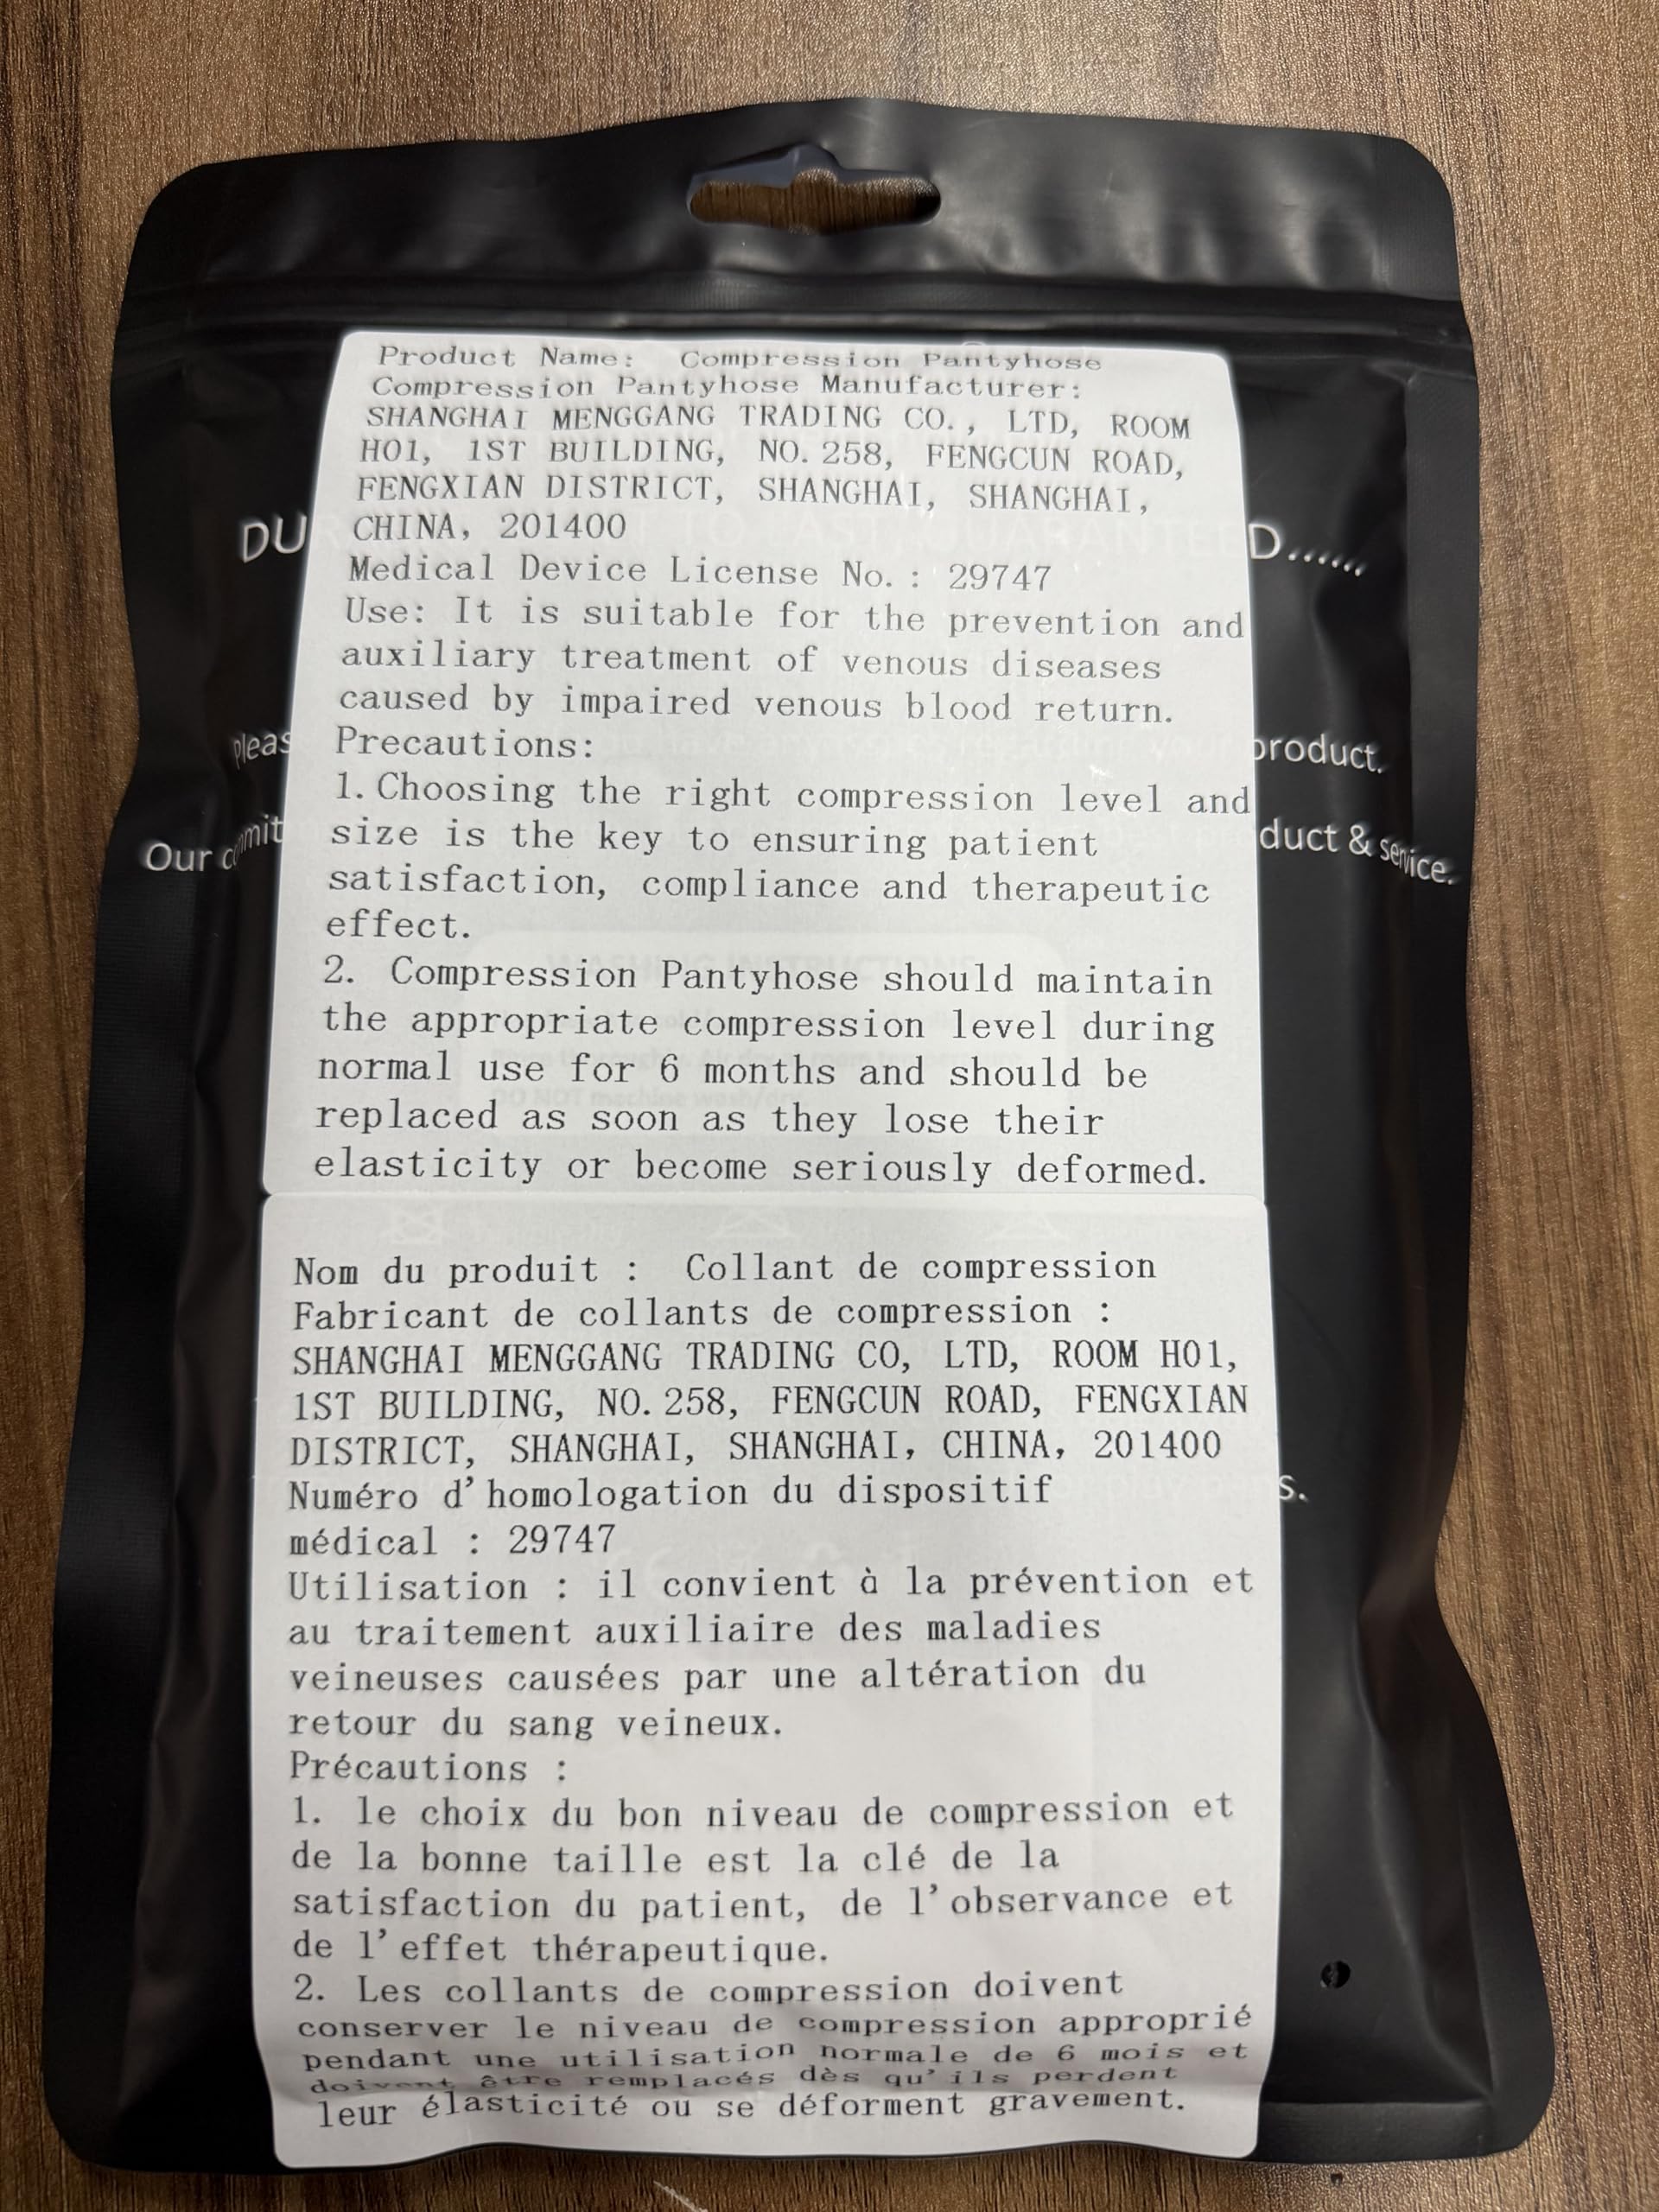 Product Name: Compression Pantyhose
Compression Pantyhose Manufacturer:
SHANGHAI MENGGANG TRADING CO., LTD, ROOM
H01, 1ST BUILDING, NO.258, FENGCUN ROAD,
FENGXIAN DISTRICT, SHANGHAI, SHANGHAI,
CHINA, 201400
DU D......
Medical Device License No.: 29747
Use: It is suitable for the prevention and
auxiliary treatment of venous diseases
caused by impaired venous blood return.
Precautions:
Pleas product.
1.Choosing the right compression level and
size is the key to ensuring patient
Our commit duct & service.
satisfaction, compliance and therapeutic
effect.
2. Compression Pantyhose should maintain
the appropriate compression level during
normal use for 6 months and should be
replaced as soon as they lose their
elasticity or become seriously deformed.
Nom du produit : Collant de compression
Fabricant de collants de compression :
SHANGHAI MENGGANG TRADING CO, LTD, ROOM H01,
1ST BUILDING, NO.258, FENGCUN ROAD, FENGXIAN
DISTRICT, SHANGHAI, SHANGHAI, CHINA, 201400
Numéro d'homologation du dispositif
s.
médical : 29747
Utilisation : il convient à la prévention et
au traitement auxiliaire des maladies
veineuses causées par une altération du
retour du sang veineux.
Précautions :
1. le choix du bon niveau de compression et
de la bonne taille est la clé de la
satisfaction du patient, de l'observance et
de l'effet thérapeutique.
2. Les collants de compression doivent
conserver le niveau de compression approprié
pendant une utilisation normale de 6 mois et
doivent être remplacés dès qu'ils perdent
leur élasticité ou se déforment gravement.